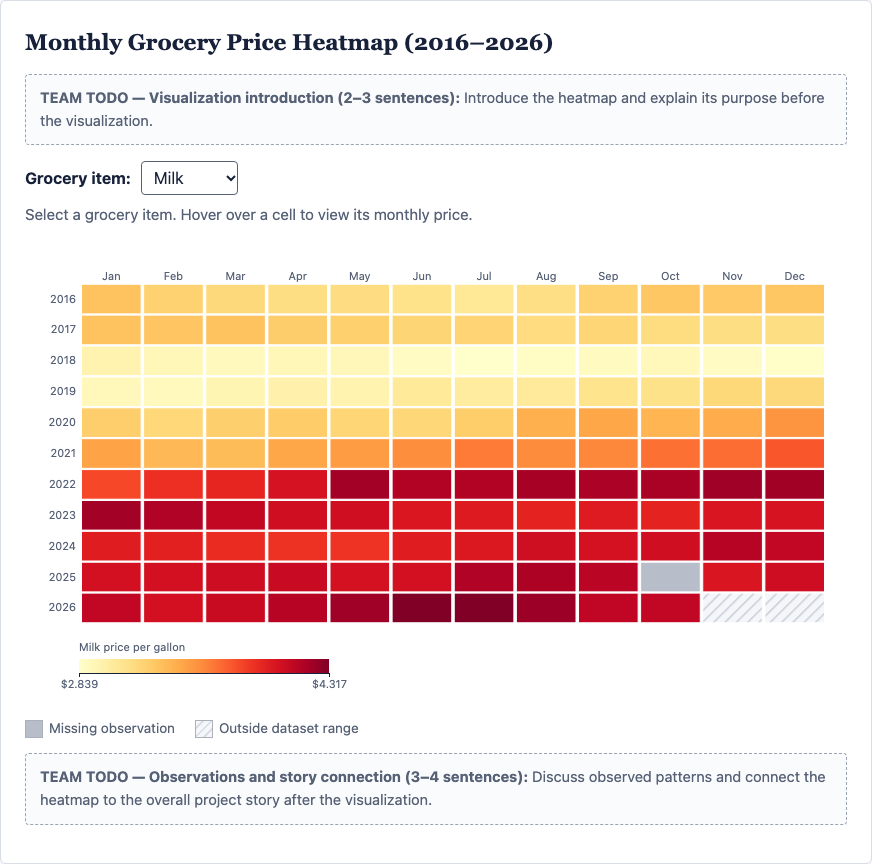 Monthly Grocery Price Heatmap (2016–2026)
TEAM TODO — Visualization introduction (2–3 sentences): Introduce the heatmap and explain its purpose before
the visualization.
Grocery item: Milk
Select a grocery item. Hover over a cell to view its monthly price.
Jan Feb Mar Apr May Jun Jul Aug Sep Oct Nov Dec
2016
2017
2018
2019
2020
2021
2022
2023
2024
2025
2026
Milk price per gallon
$2.839 $4.317
Missing observation Outside dataset range
TEAM TODO — Observations and story connection (3–4 sentences): Discuss observed patterns and connect the
heatmap to the overall project story after the visualization.